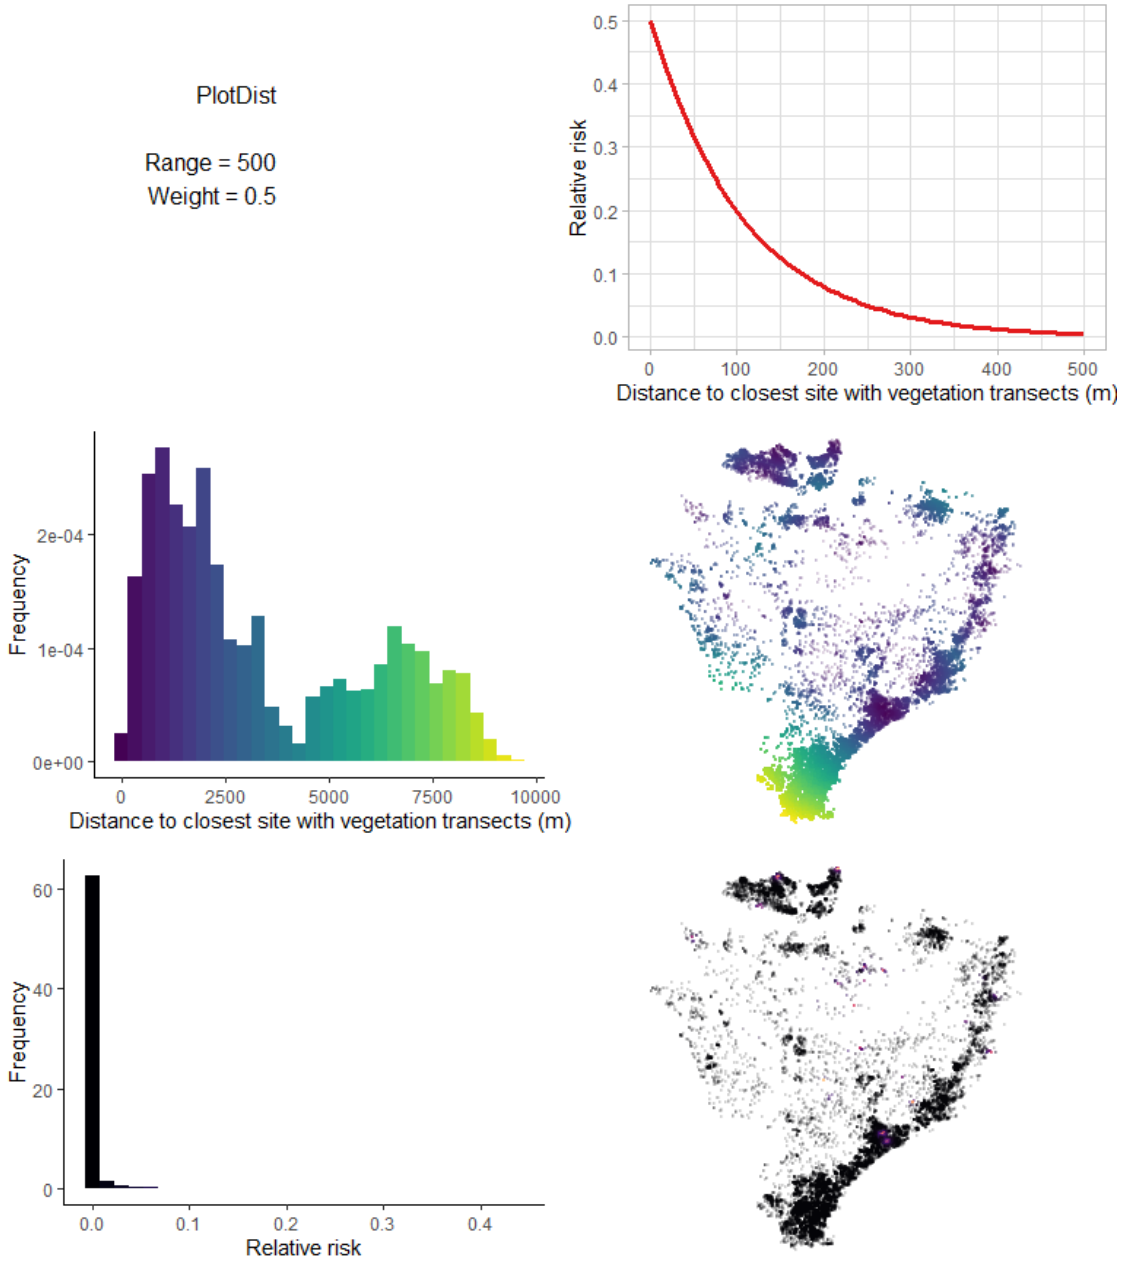 PlotDist
Range = 500
Weight = 0.5
0.5
0.4
0.3
0.2
0.1
0.0
Relative risk
0 100 200 300 400 500
Distance to closest site with vegetation transects (m)
2e-04
1e-04
0e+00
Frequency
0 2500 5000 7500 10000
Distance to closest site with vegetation transects (m)
60
40
20
0
Frequency
0.0 0.1 0.2 0.3 0.4
Relative risk